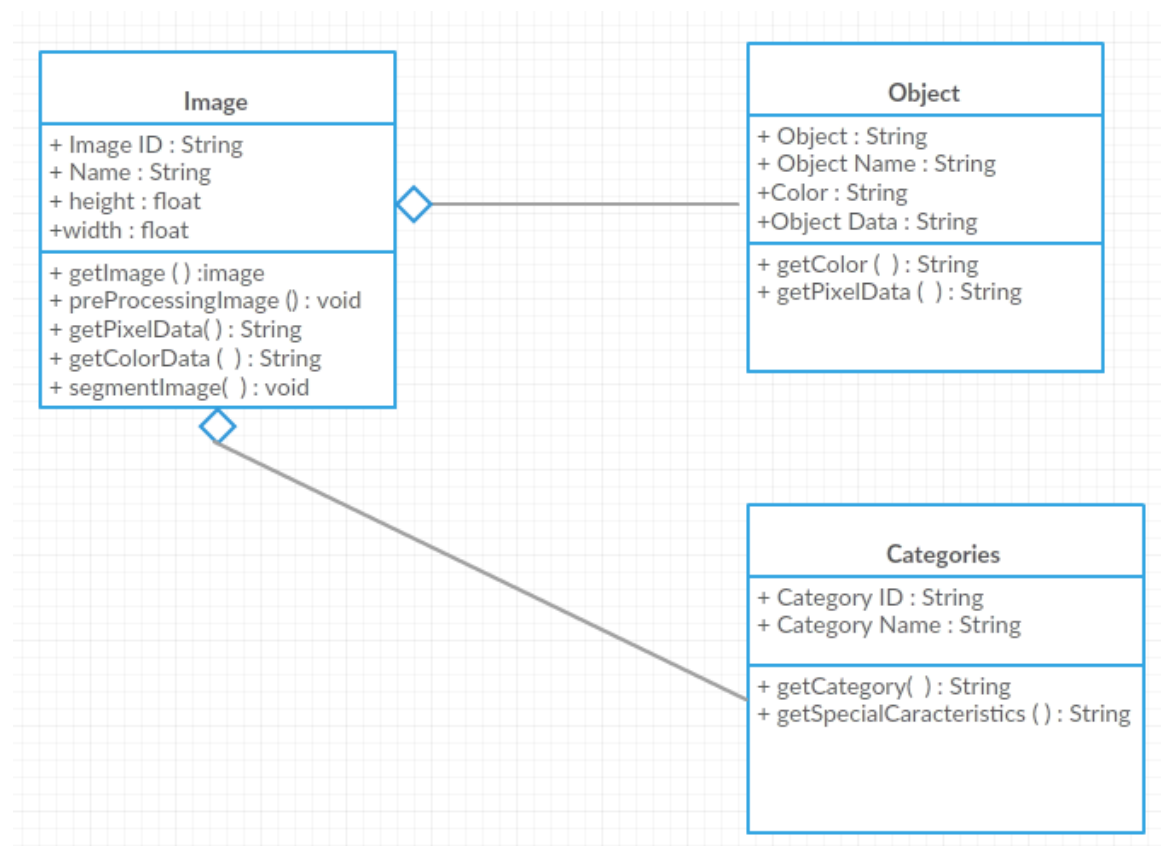 Image
+ Image ID : String
+ Name : String
+ height : float
+width : float
+ getImage ( ) :image
+ preProcessingImage () : void
+ getPixelData( ) : String
+ getColorData (  ) : String
+ segmentImage(  ) : void
Object
+ Object : String
+ Object Name : String
+Color : String
+Object Data : String
+ getColor (  ) : String
+ getPixelData (  ) : String
Categories
+ Category ID : String
+ Category Name : String
+ getCategory(  ) : String
+ getSpecialCaracteristics ( ) : String